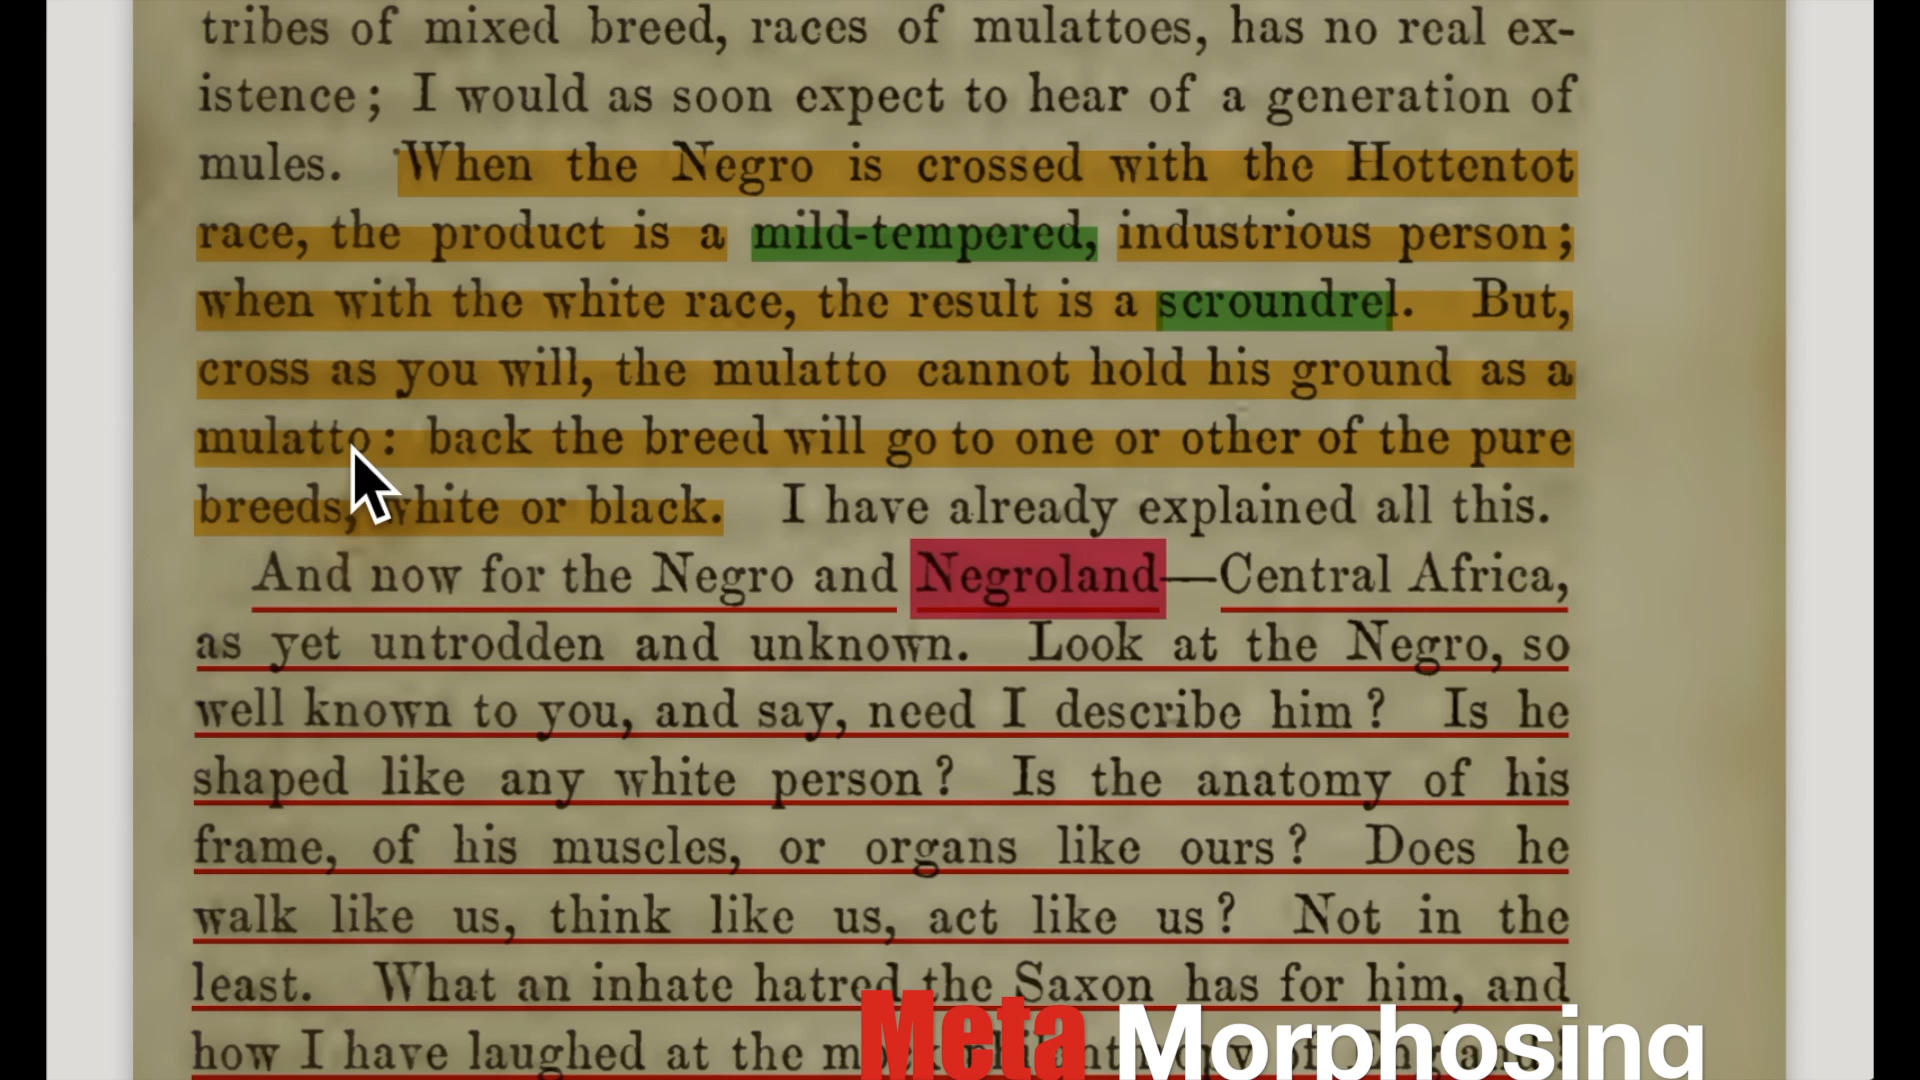 tribes of mixed breed, races of mulattoes, has no real ex-
istence; I would as soon expect to hear of a generation of
mules. When the Negro is crossed with the Hottentot
race, the product is a mild-tempered, industrious person;
when with the white race, the result is a scroundrel. But,
cross as you will, the mulatto cannot hold his ground as a
mulatto: back the breed will go to one or other of the pure
breeds, white or black. I have already explained all this.
And now for the Negro and Negroland—Central Africa,
as yet untrodden and unknown. Look at the Negro, so
well known to you, and say, need I describe him? Is he
shaped like any white person? Is the anatomy of his
frame, of his muscles, or organs like ours? Does he
walk like us, think like us, act like us? Not in the
least. What an inhate hatred the Saxon has for him, and
how I have laughed at the mock philanthropy of England!
Meta Morphosing